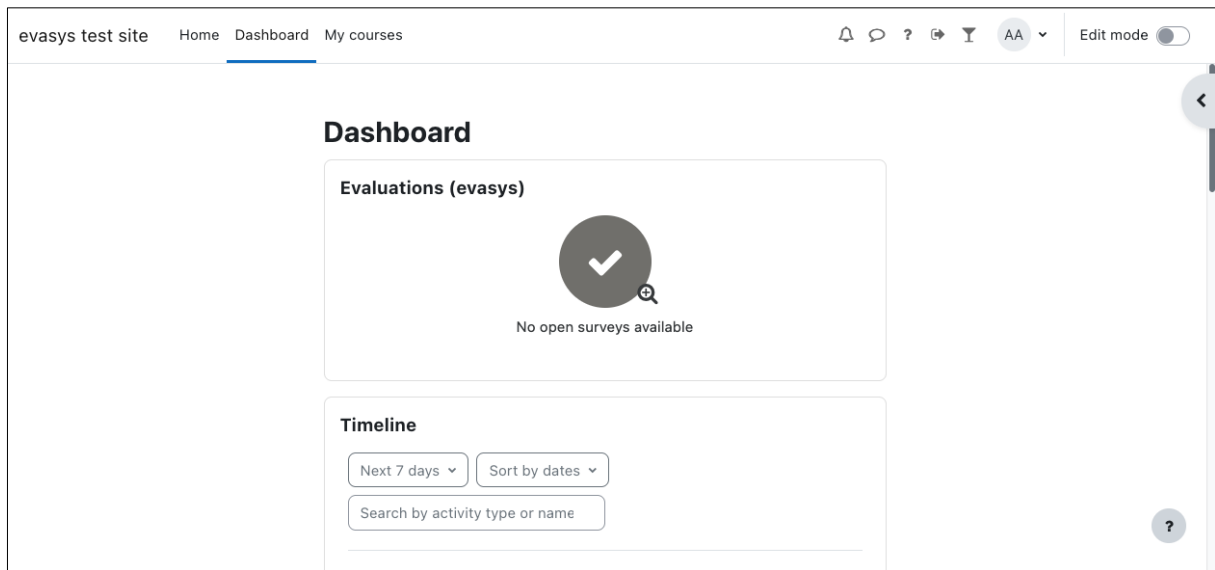 evasys test site Home Dashboard My courses ? AA Edit mode
Dashboard
Evaluations (evasys)
No open surveys available
Timeline
Next 7 days Sort by dates
Search by activity type or name
?